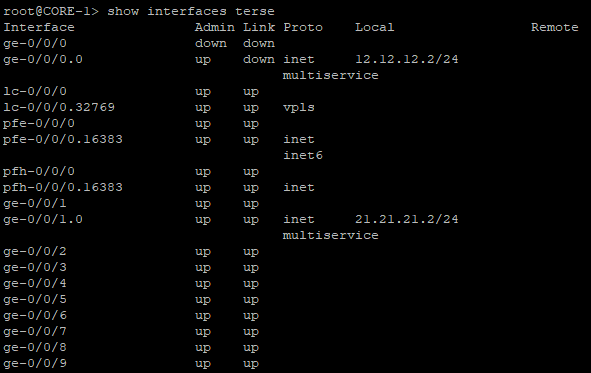 root@CORE-1> show interfaces terse
Interface               Admin Link Proto    Local                 Remote
ge-0/0/0                down  down
ge-0/0/0.0              up    down inet     12.12.12.2/24
                                   multiservice
lc-0/0/0                up    up
lc-0/0/0.32769          up    up   vpls
pfe-0/0/0               up    up
pfe-0/0/0.16383         up    up   inet
                                   inet6
pfh-0/0/0               up    up
pfh-0/0/0.16383         up    up   inet
ge-0/0/1                up    up
ge-0/0/1.0              up    up   inet     21.21.21.2/24
                                   multiservice
ge-0/0/2                up    up
ge-0/0/3                up    up
ge-0/0/4                up    up
ge-0/0/5                up    up
ge-0/0/6                up    up
ge-0/0/7                up    up
ge-0/0/8                up    up
ge-0/0/9                up    up